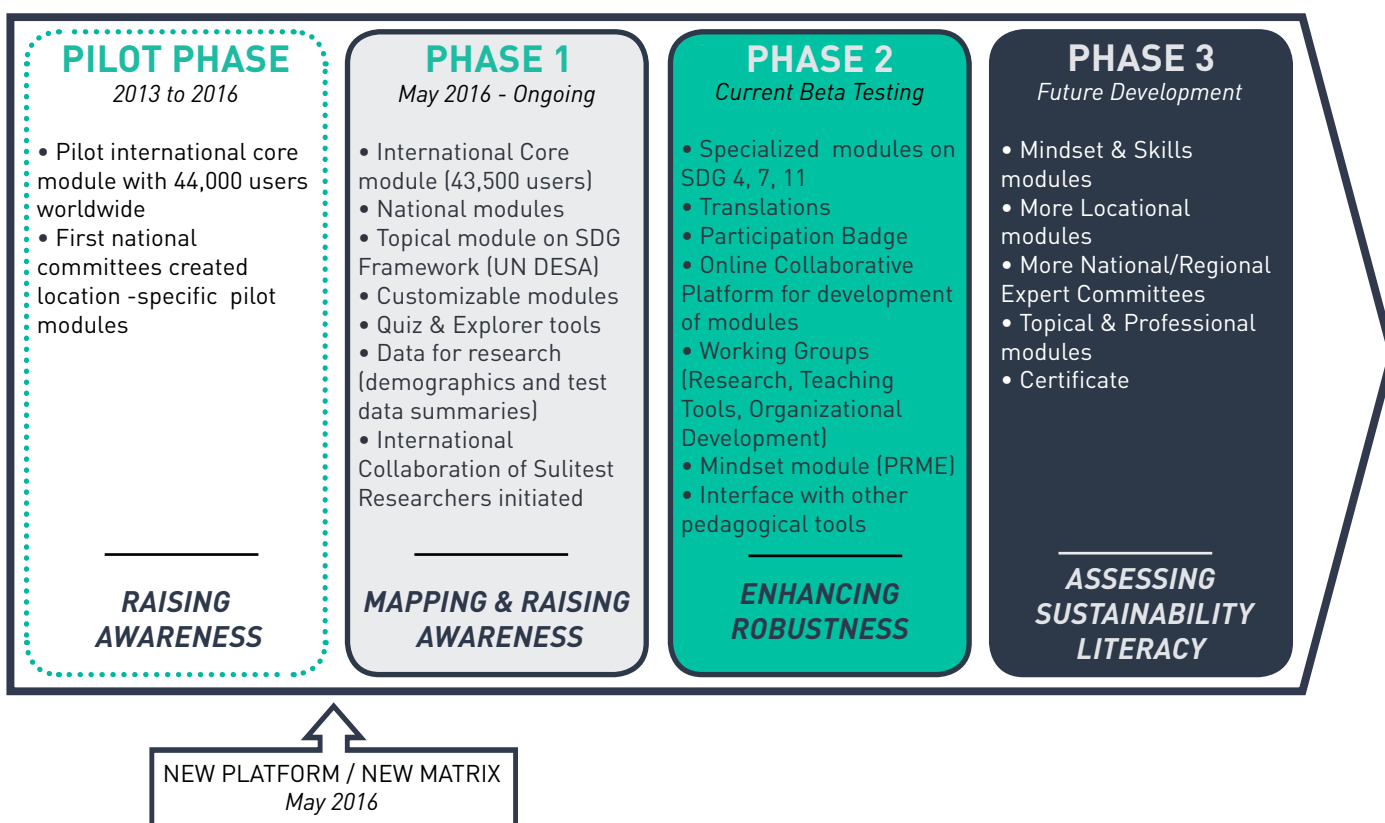 PILOT PHASE
2013 to 2016
• Pilot international core
module with 44,000 users
worldwide
• First national
committees created
location -specific pilot
modules
RAISING
AWARENESS
PHASE 1
May 2016 - Ongoing
• International Core
module (43,500 users)
• National modules
• Topical module on SDG
Framework (UN DESA)
• Customizable modules
• Quiz & Explorer tools
• Data for research
(demographics and test
data summaries)
• International
Collaboration of Sulitest
Researchers initiated
MAPPING & RAISING
AWARENESS
PHASE 2
Current Beta Testing
• Specialized modules on
SDG 4, 7, 11
• Translations
• Participation Badge
• Online Collaborative
Platform for development
of modules
• Working Groups
(Research, Teaching
Tools, Organizational
Development)
• Mindset module (PRME)
• Interface with other
pedagogical tools
ENHANCING
ROBUSTNESS
PHASE 3
Future Development
• Mindset & Skills
modules
• More Locational
modules
• More National/Regional
Expert Committees
• Topical & Professional
modules
• Certificate
ASSESSING
SUSTAINABILITY
LITERACY
NEW PLATFORM / NEW MATRIX
May 2016